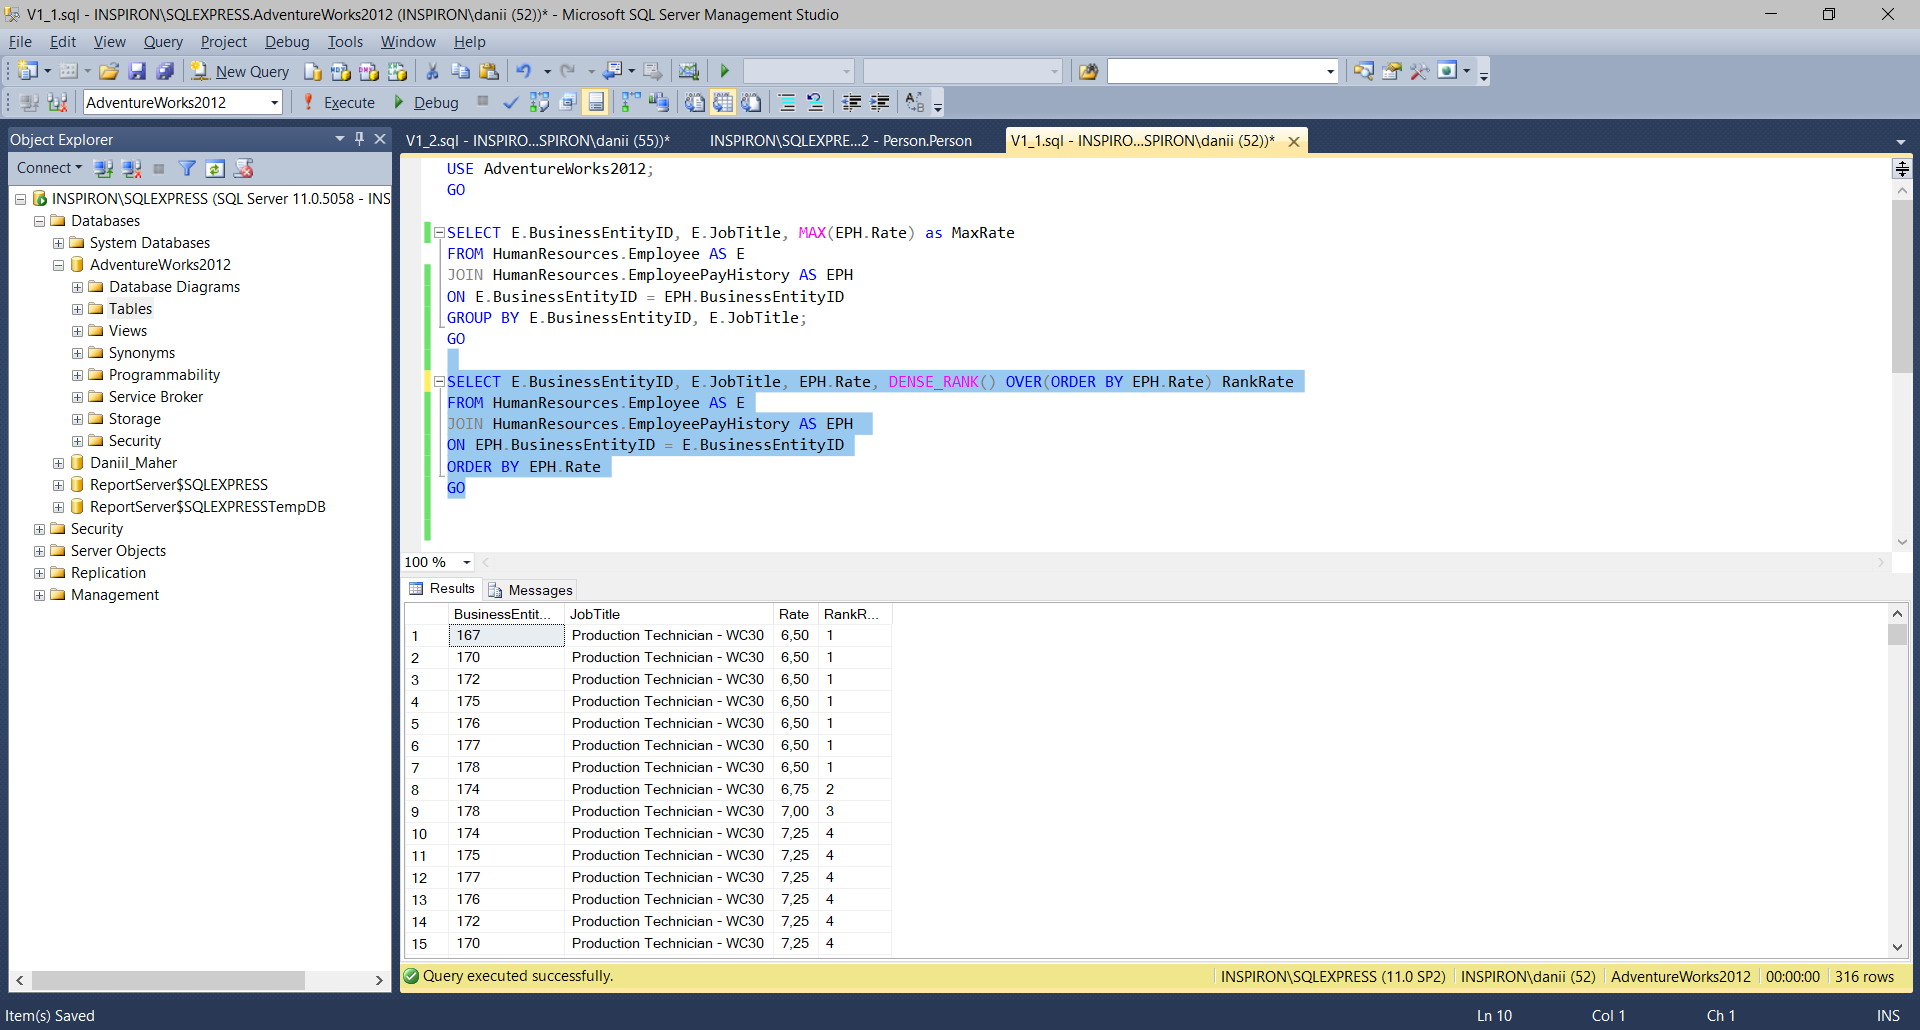 V1_1.sql - INSPIRON\SQLEXPRESS.AdventureWorks2012 (INSPIRON\danii (52))* - Microsoft SQL Server Management Studio
File Edit View Query Project Debug Tools Window Help
New Query
AdventureWorks2012 Execute Debug
Object Explorer
V1_2.sql - INSPIRO...SPIRON\danii (55))* INSPIRON\SQLEXPRE...2 - Person.Person V1_1.sql - INSPIRO...SPIRON\danii (52))*
Connect
INSPIRON\SQLEXPRESS (SQL Server 11.0.5058 - INS
Databases
System Databases
AdventureWorks2012
Database Diagrams
Tables
Views
Synonyms
Programmability
Service Broker
Storage
Security
Daniil_Maher
ReportServer$SQLEXPRESS
ReportServer$SQLEXPRESSTempDB
Security
Server Objects
Replication
Management
USE AdventureWorks2012;
GO
SELECT E.BusinessEntityID, E.JobTitle, MAX(EPH.Rate) as MaxRate
FROM HumanResources.Employee AS E
JOIN HumanResources.EmployeePayHistory AS EPH
ON E.BusinessEntityID = EPH.BusinessEntityID
GROUP BY E.BusinessEntityID, E.JobTitle;
GO
SELECT E.BusinessEntityID, E.JobTitle, EPH.Rate, DENSE_RANK() OVER(ORDER BY EPH.Rate) RankRate
FROM HumanResources.Employee AS E
JOIN HumanResources.EmployeePayHistory AS EPH
ON EPH.BusinessEntityID = E.BusinessEntityID
ORDER BY EPH.Rate
GO
100 %
Results Messages
BusinessEntit... JobTitle Rate RankR...
1 167 Production Technician - WC30 6,50 1
2 170 Production Technician - WC30 6,50 1
3 172 Production Technician - WC30 6,50 1
4 175 Production Technician - WC30 6,50 1
5 176 Production Technician - WC30 6,50 1
6 177 Production Technician - WC30 6,50 1
7 178 Production Technician - WC30 6,50 1
8 174 Production Technician - WC30 6,75 2
9 178 Production Technician - WC30 7,00 3
10 174 Production Technician - WC30 7,25 4
11 175 Production Technician - WC30 7,25 4
12 177 Production Technician - WC30 7,25 4
13 176 Production Technician - WC30 7,25 4
14 172 Production Technician - WC30 7,25 4
15 170 Production Technician - WC30 7,25 4
Query executed successfully. INSPIRON\SQLEXPRESS (11.0 SP2) INSPIRON\danii (52) AdventureWorks2012 00:00:00 316 rows
Item(s) Saved Ln 10 Col 1 Ch 1 INS